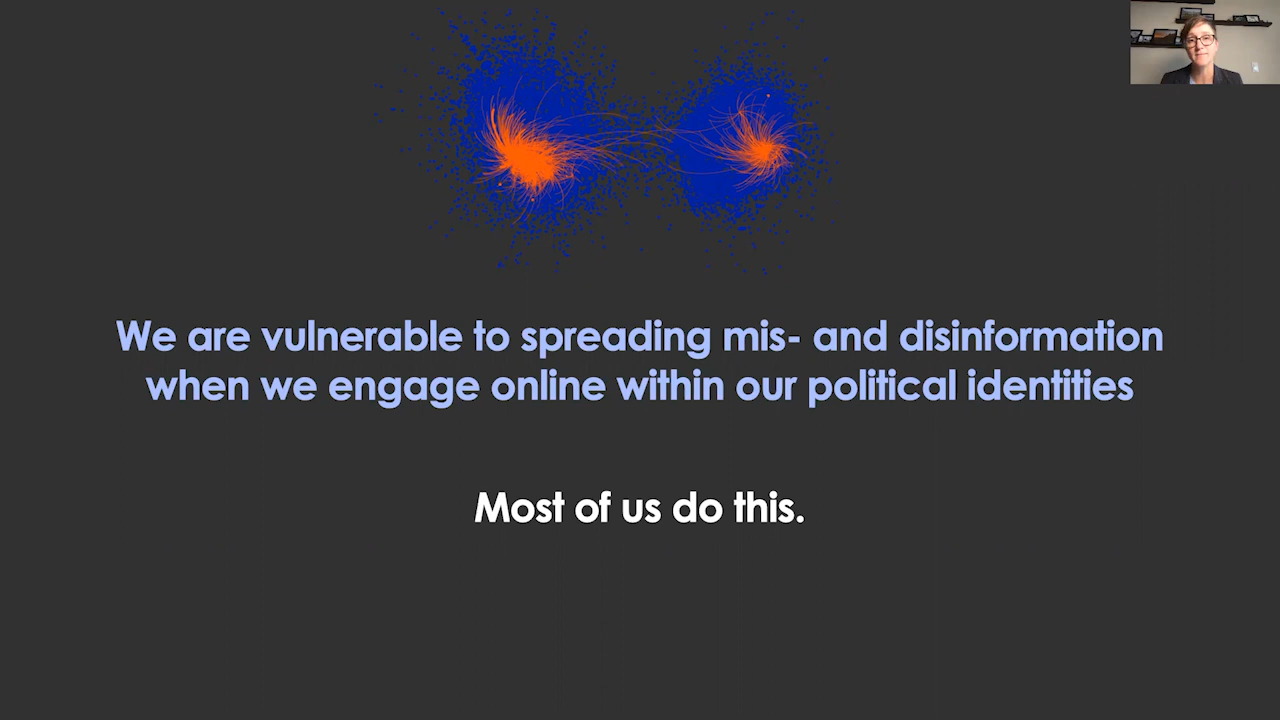 We are vulnerable to spreading mis- and disinformation
when we engage online within our political identities
Most of us do this.